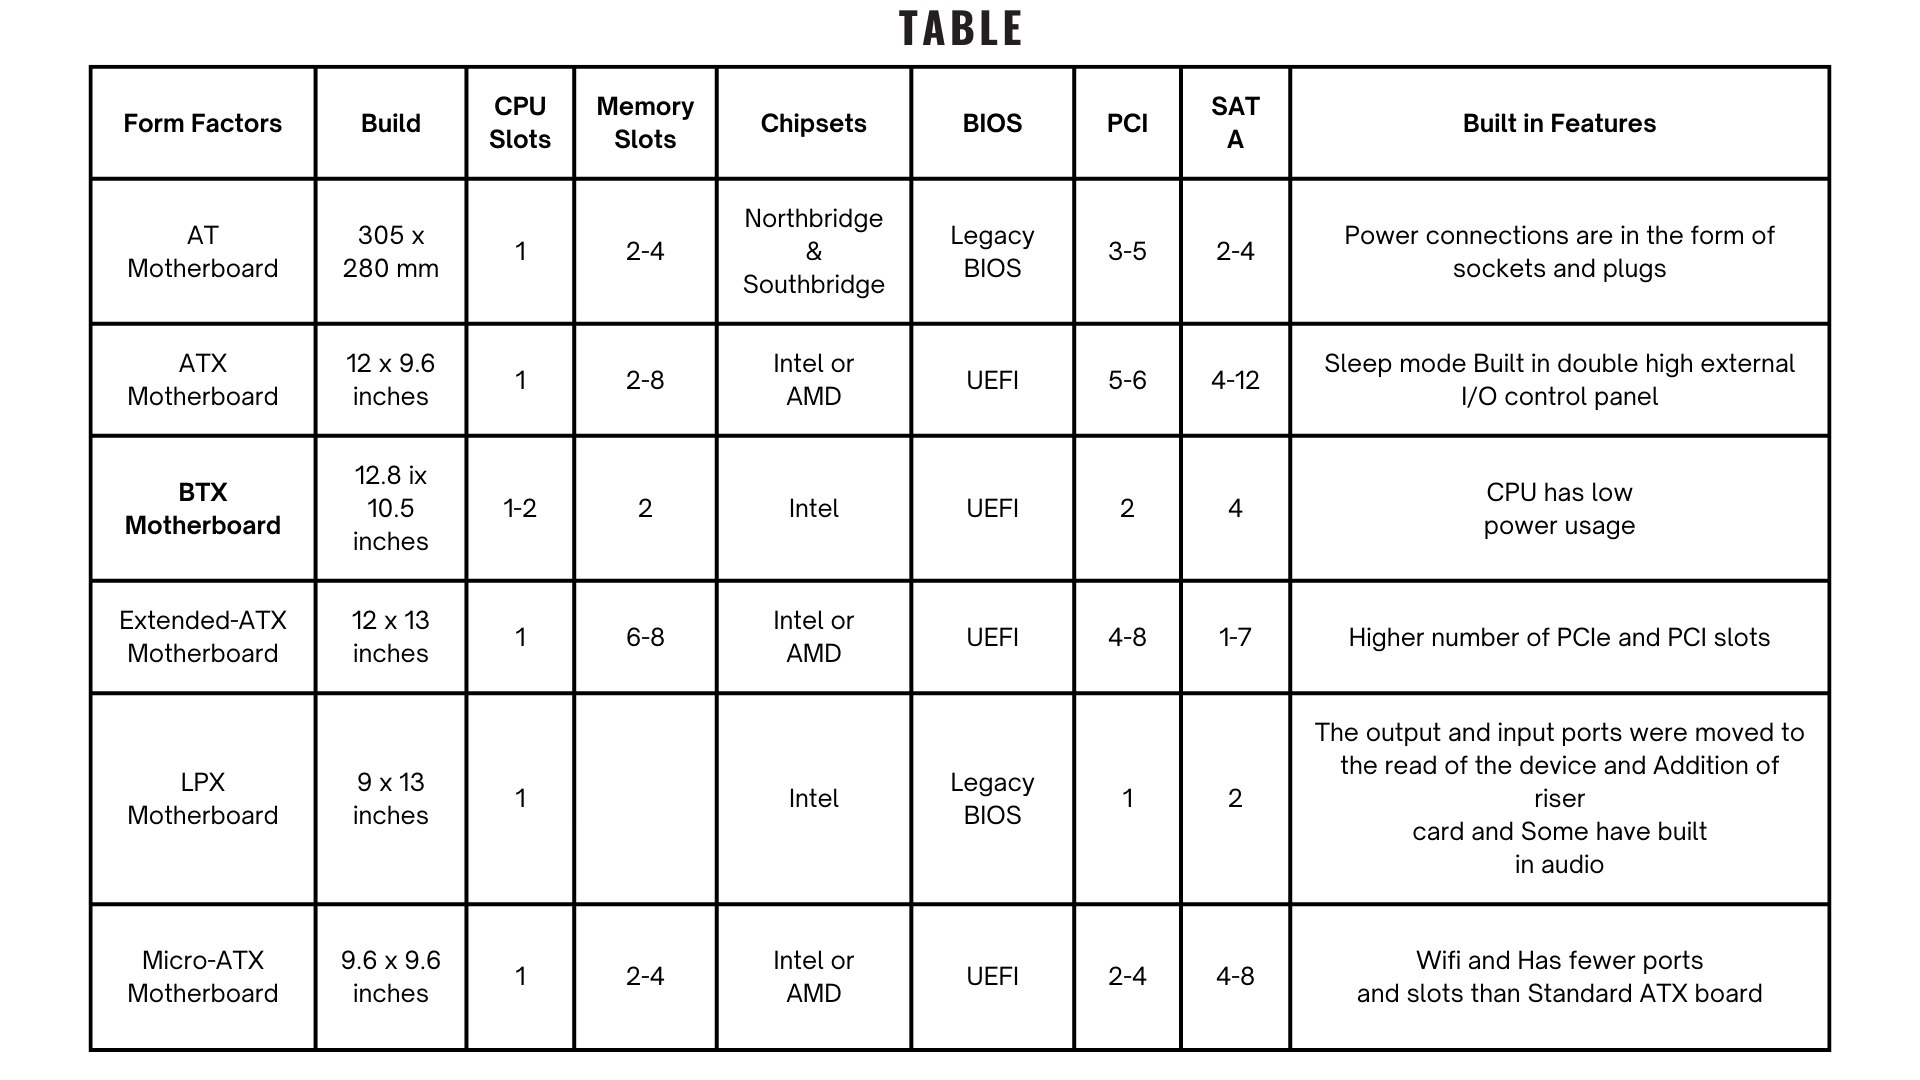 TABLE
Form Factors
Build
CPU
Slots
Memory
Slots
Chipsets
BIOS
PCI
SAT
A
Built in Features
AT
Motherboard
305 x
280 mm
1
2-4
Northbridge
&
Southbridge
Legacy
BIOS
3-5
2-4
Power connections are in the form of
sockets and plugs
ATX
Motherboard
12 x 9.6
inches
1
2-8
Intel or
AMD
UEFI
5-6
4-12
Sleep mode Built in double high external
I/O control panel
BTX
Motherboard
12.8 ix
10.5
inches
1-2
2
Intel
UEFI
2
4
CPU has low
power usage
Extended-ATX
Motherboard
12 x 13
inches
1
6-8
Intel or
AMD
UEFI
4-8
1-7
Higher number of PCIe and PCI slots
LPX
Motherboard
9 x 13
inches
1
Intel
Legacy
BIOS
1
2
The output and input ports were moved to
the read of the device and Addition of
riser
card and Some have built
in audio
Micro-ATX
Motherboard
9.6 x 9.6
inches
1
2-4
Intel or
AMD
UEFI
2-4
4-8
Wifi and Has fewer ports
and slots than Standard ATX board